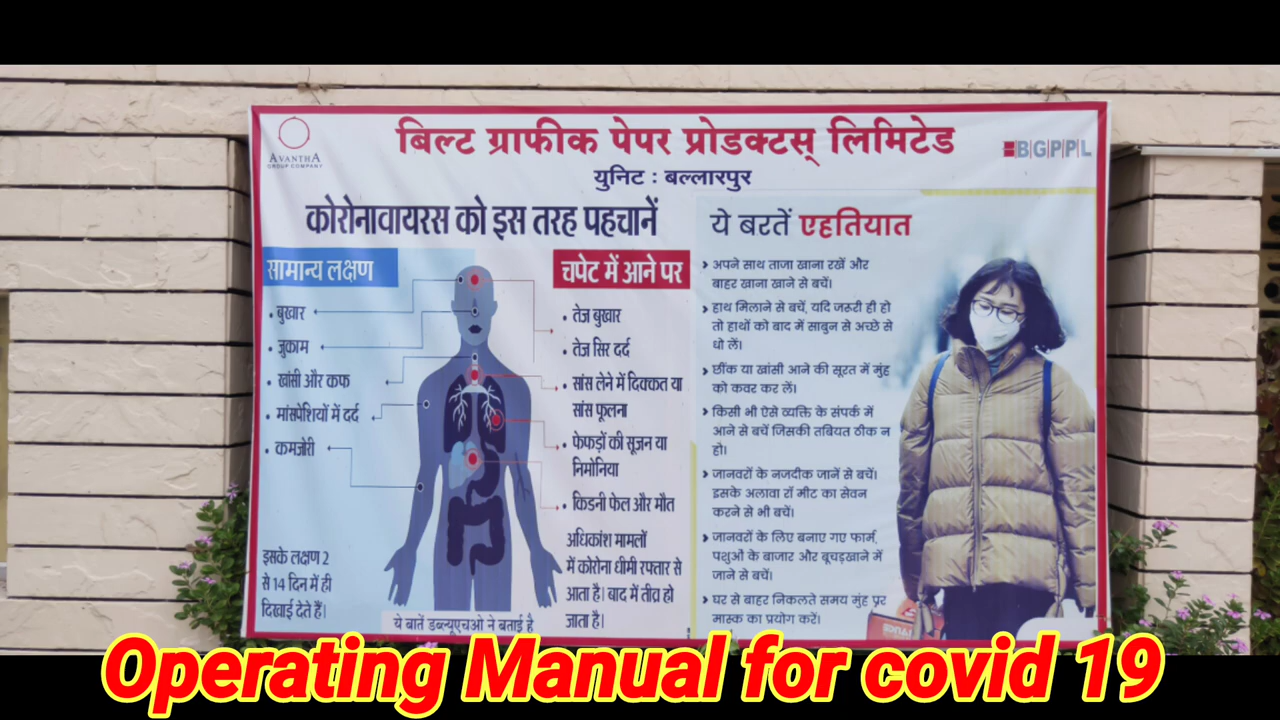 AVANTHA
GROUP COMPANY
बिल्ट ग्राफीक पेपर प्रोडक्टस् लिमिटेड
BGPPL
युनिट : बल्लारपुर
कोरोनावायरस को इस तरह पहचानें
सामान्य लक्षण
• बुखार
• जुकाम
• खांसी और कफ
• मांसपेशियों में दर्द
• कमजोरी
इसके लक्षण 2
से 14 दिन में ही
दिखाई देते हैं।
चपेट में आने पर
• तेज बुखार
• तेज सिर दर्द
• सांस लेने में दिक्कत या
सांस फूलना
• फेफड़ों की सूजन या
निमोनिया
• किडनी फेल और मौत
अधिकांश मामलों
में कोरोना धीमी रफ्तार से
आता है। बाद में तीव्र हो
जाता है।
ये बातें डब्ल्यूएचओ ने बताई है
ये बरतें एहतियात
› अपने साथ ताजा खाना रखें और
बाहर खाना खाने से बचें।
› हाथ मिलाने से बचें, यदि जरूरी ही हो
तो हाथों को बाद में साबुन से अच्छे से
धो लें।
› छींक या खांसी आने की सूरत में मुंह
को कवर कर लें।
› किसी भी ऐसे व्यक्ति के संपर्क में
आने से बचें जिसकी तबियत ठीक न
हो।
› जानवरों के नजदीक जानें से बचें।
इसके अलावा रॉ मीट का सेवन
करने से भी बचें।
› जानवरों के लिए बनाए गए फार्म,
पशुओं के बाजार और बूचड़खाने में
जाने से बचें।
› घर से बाहर निकलते समय मुंह पर
मास्क का प्रयोग करें।
Operating Manual for covid 19